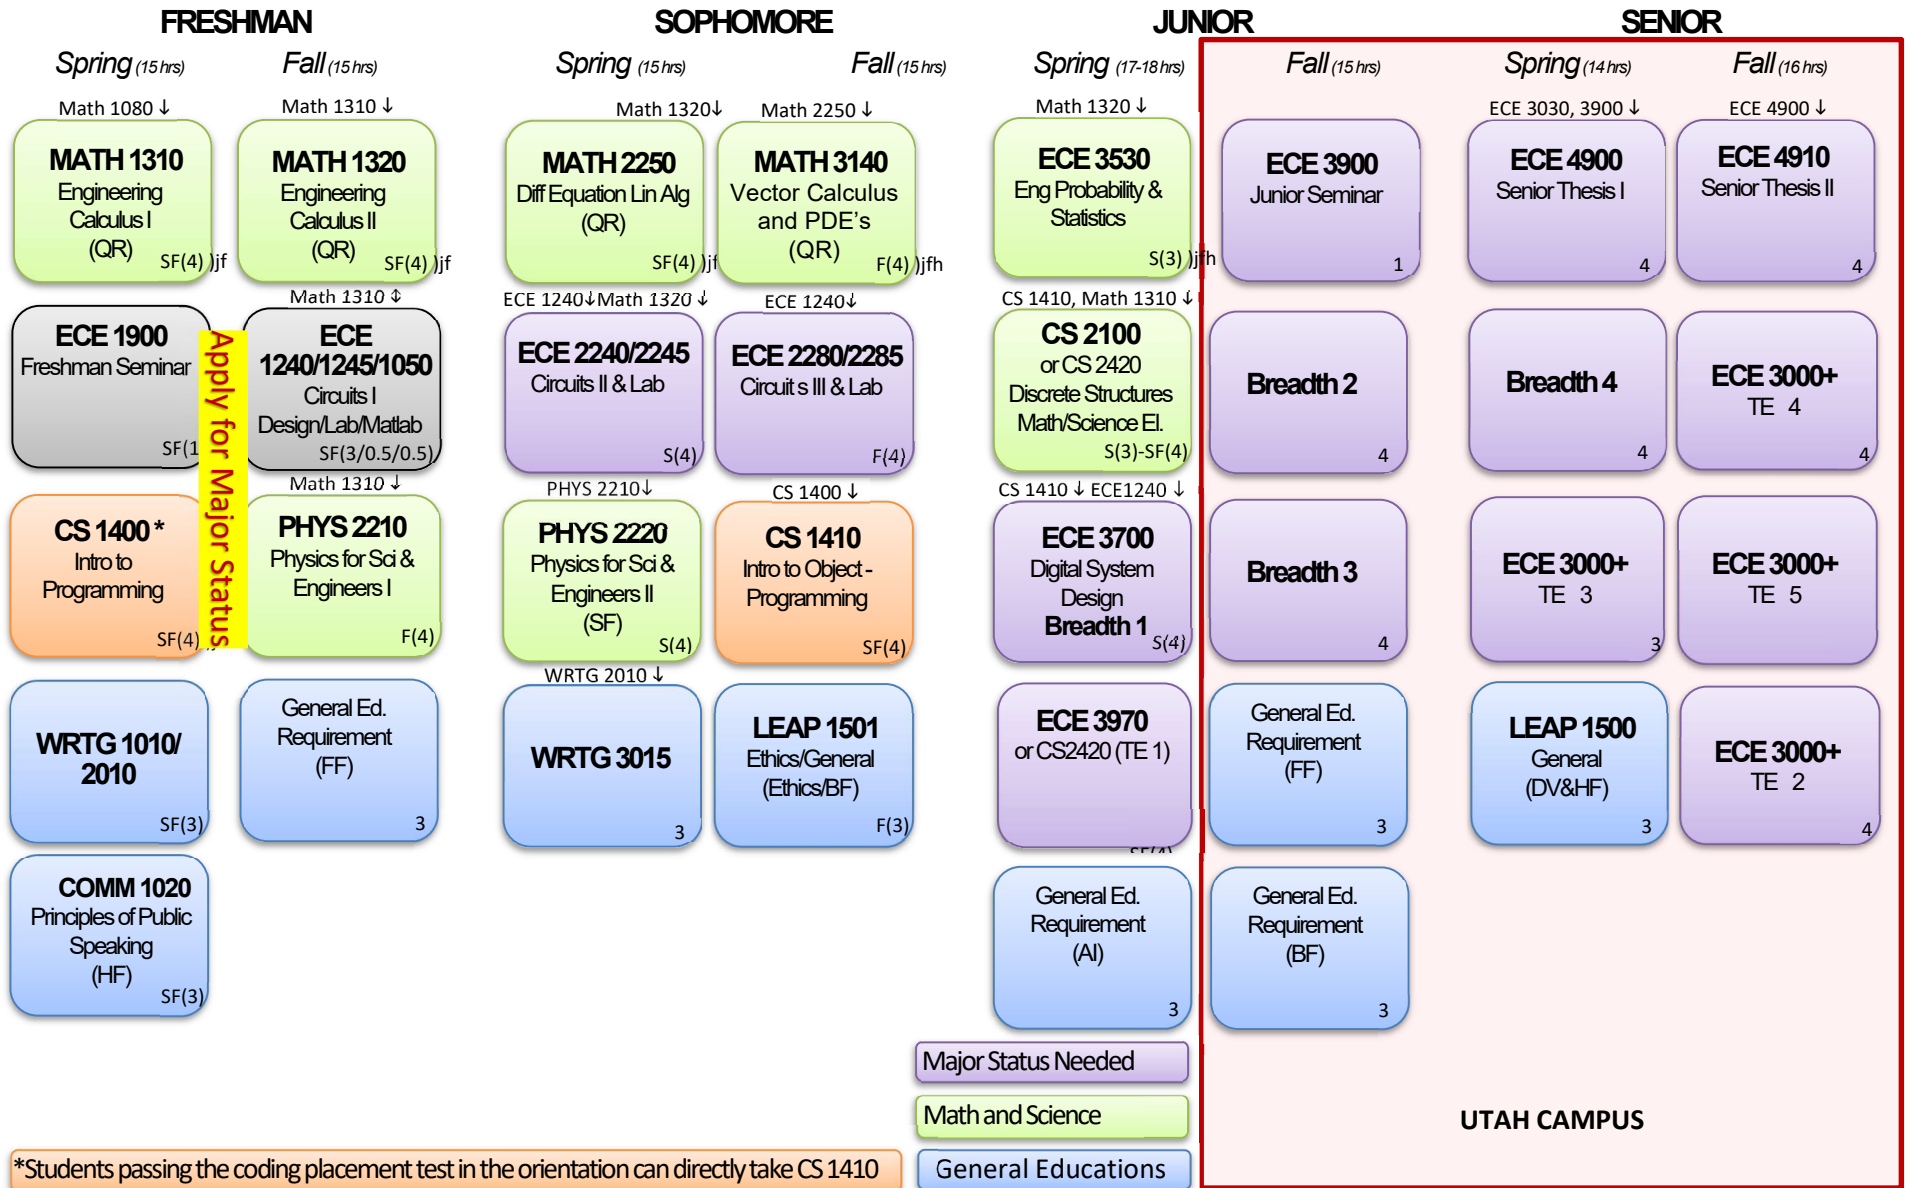 FRESHMAN
SOPHOMORE
JUNIOR
SENIOR
Spring (15 hrs)
Fall (15 hrs)
Spring (15 hrs)
Fall (15 hrs)
Spring (17-18 hrs)
Fall (15 hrs)
Spring (14 hrs)
Fall (16 hrs)
Math 1080 ↓
Math 1310 ↓
Math 1320↓
Math 2250 ↓
Math 1320 ↓
ECE 3030, 3900 ↓
ECE 4900 ↓
MATH 1310
Engineering
Calculus I
(QR)
SF(4) )jf
MATH 1320
Engineering
Calculus II
(QR)
SF(4) )jf
MATH 2250
Diff Equation Lin Alg
(QR)
SF(4) )jf
MATH 3140
Vector Calculus
and PDE's
(QR)
F(4) )jfh
ECE 3530
Eng Probability &
Statistics
S(3) )jfh
ECE 3900
Junior Seminar
1
ECE 4900
Senior Thesis I
4
ECE 4910
Senior Thesis II
4
Math 1310 ⇕
ECE 1240↓Math 1320 ↓
ECE 1240↓
CS 1410, Math 1310 ↓
ECE 1900
Freshman Seminar
SF(1
Apply for Major Status
ECE
1240/1245/1050
Circuits I
Design/Lab/Matlab
SF(3/0.5/0.5)
ECE 2240/2245
Circuits II & Lab
S(4)
ECE 2280/2285
Circuit s III & Lab
F(4)
CS 2100
or CS 2420
Discrete Structures
Math/Science El.
S(3)-SF(4)
Breadth 2
4
Breadth 4
4
ECE 3000+
TE 4
4
Math 1310 ↓
PHYS 2210↓
CS 1400 ↓
CS 1410 ↓ ECE1240 ↓
CS 1400 *
Intro to
Programming
SF(4)
PHYS 2210
Physics for Sci &
Engineers I
F(4)
PHYS 2220
Physics for Sci &
Engineers II
(SF)
S(4)
CS 1410
Intro to Object -
Programming
SF(4)
ECE 3700
Digital System
Design
Breadth 1
S(4)
Breadth 3
4
ECE 3000+
TE 3
3
ECE 3000+
TE 5
WRTG 2010 ↓
WRTG 1010/
2010
SF(3)
General Ed.
Requirement
(FF)
3
WRTG 3015
3
LEAP 1501
Ethics/General
(Ethics/BF)
F(3)
ECE 3970
or CS2420 (TE 1)
SF(4)
General Ed.
Requirement
(FF)
3
LEAP 1500
General
(DV&HF)
3
ECE 3000+
TE 2
4
COMM 1020
Principles of Public
Speaking
(HF)
SF(3)
General Ed.
Requirement
(AI)
3
General Ed.
Requirement
(BF)
3
Major Status Needed
Math and Science
UTAH CAMPUS
*Students passing the coding placement test in the orientation can directly take CS 1410
General Educations